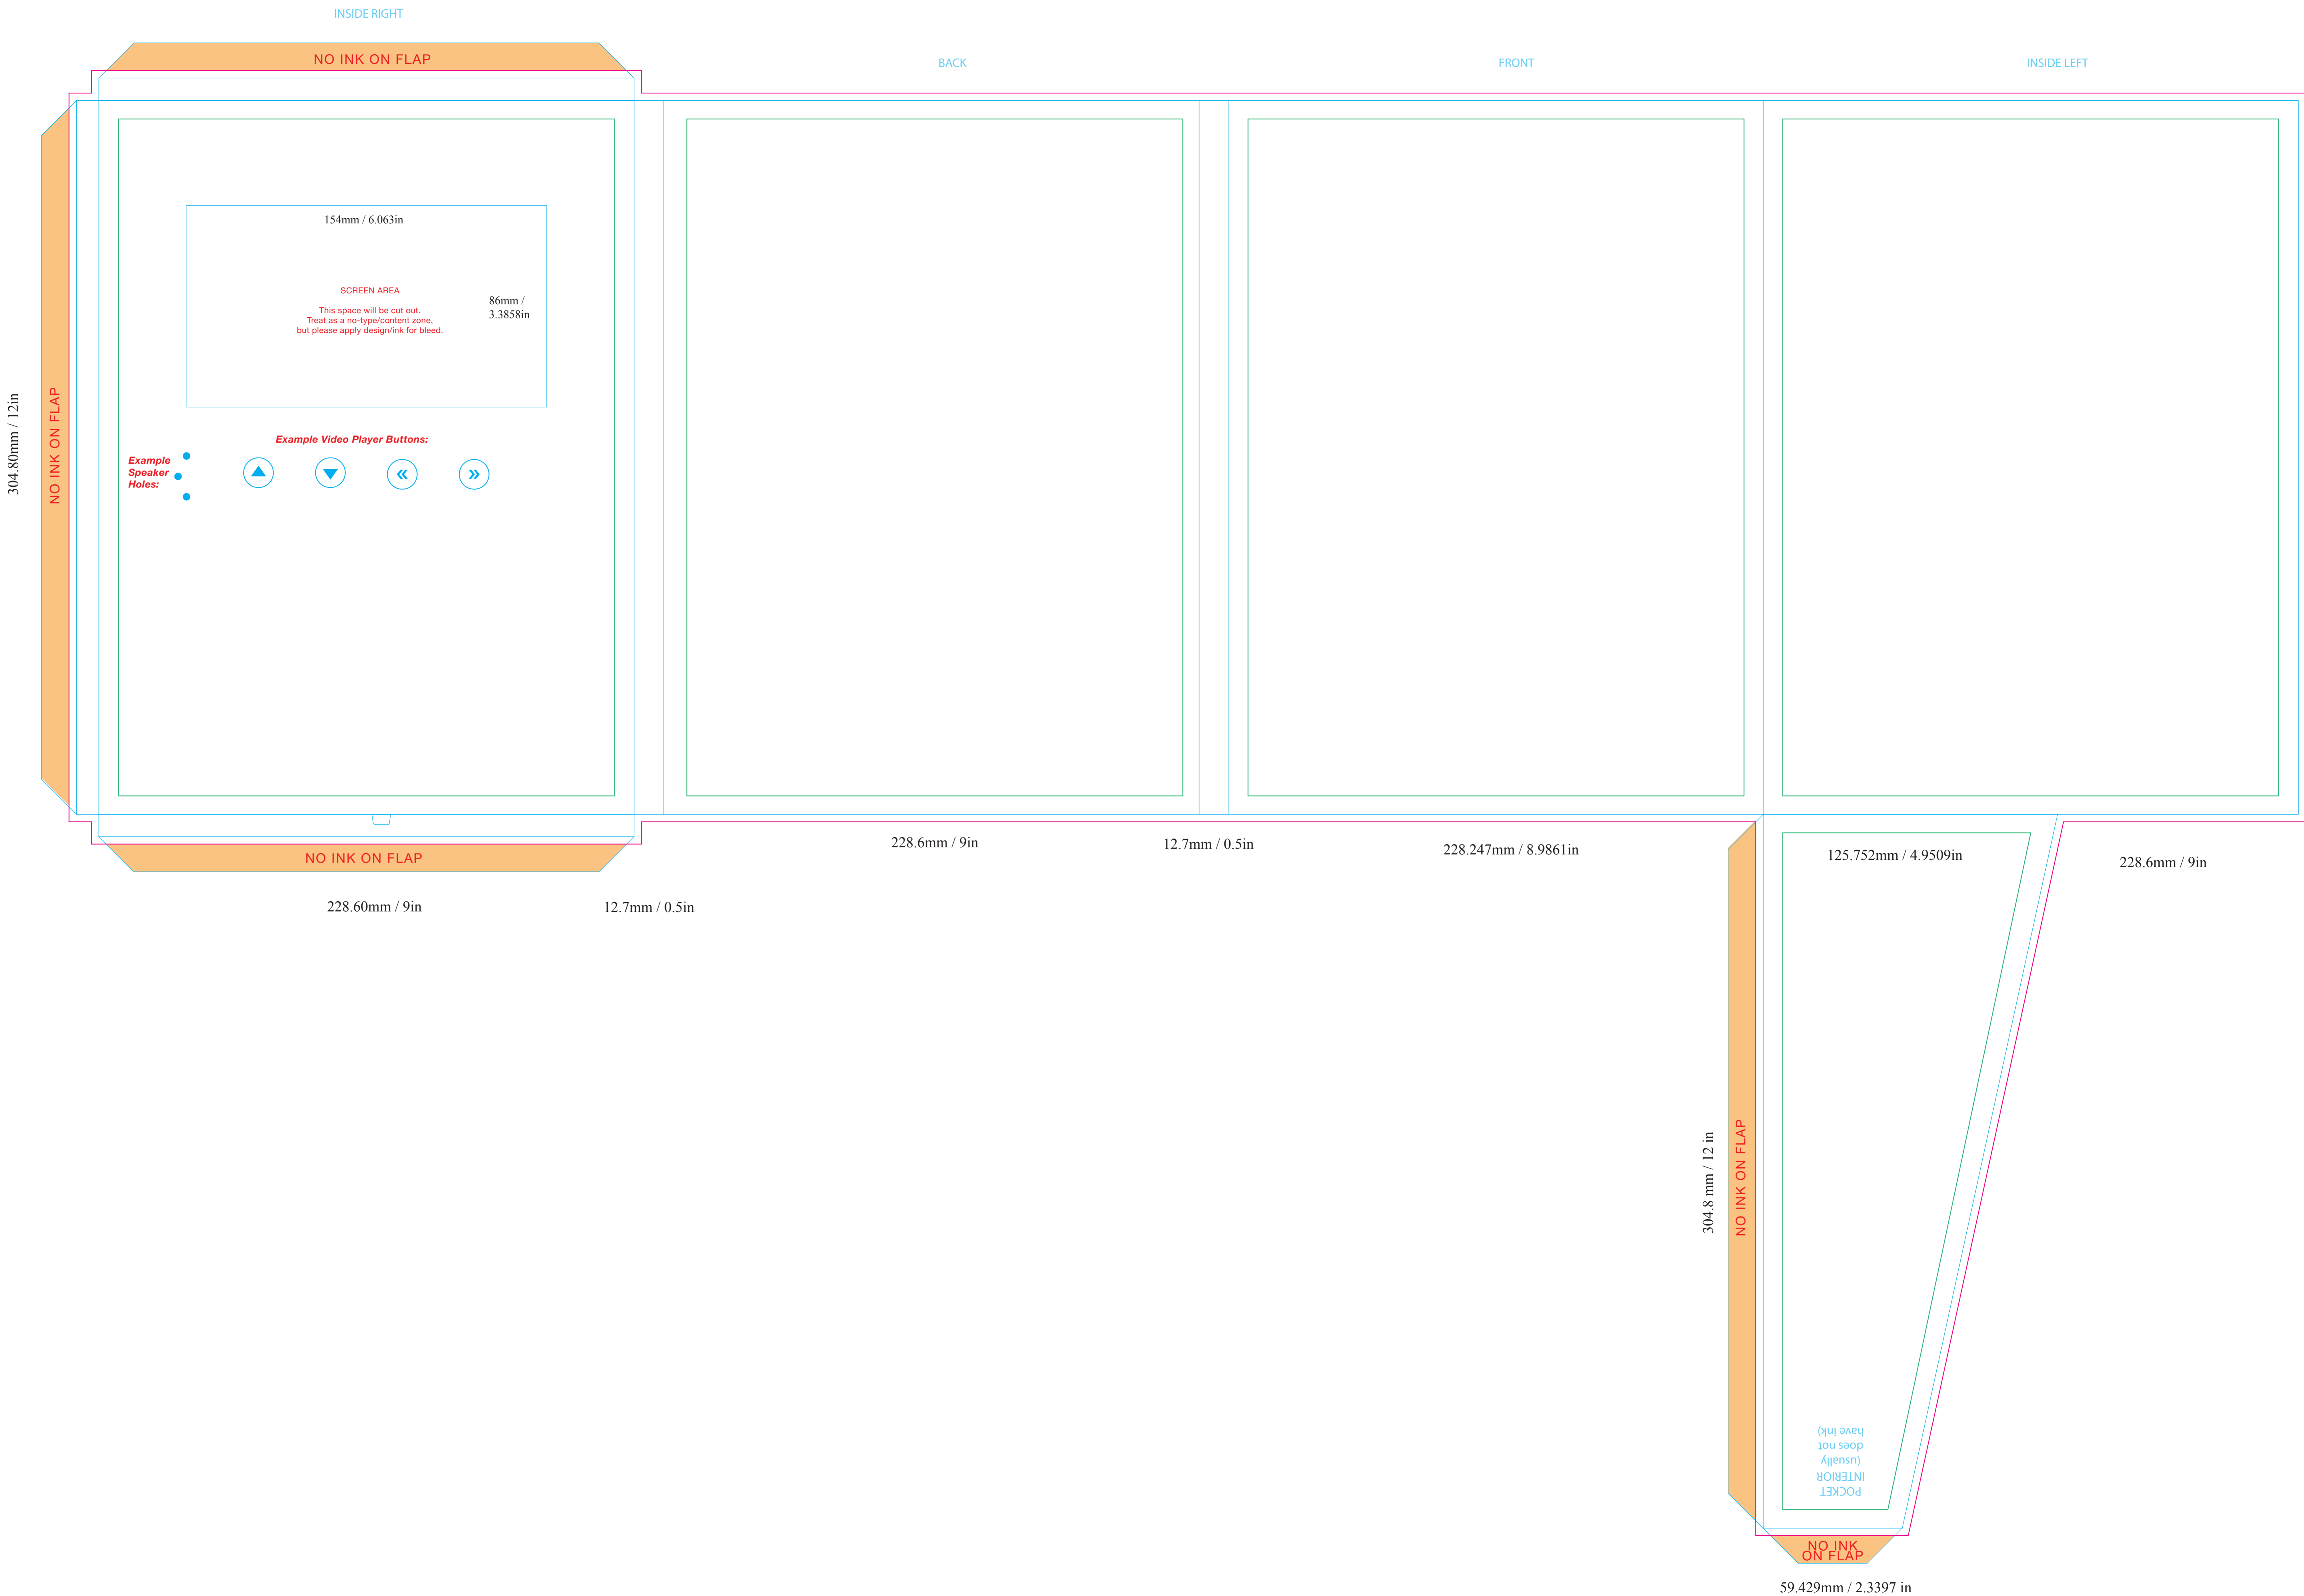 INSIDE RIGHT
BACK
FRONT
INSIDE LEFT
NO INK ON FLAP
304.80mm / 12in
NO INK ON FLAP
154mm / 6.063in
SCREEN AREA
This space will be cut out.
Treat as a no-type/content zone,
but please apply design/ink for bleed.
86mm /
3.3858in
Example Video Player Buttons:
Example
Speaker
Holes:
NO INK ON FLAP
228.60mm / 9in
12.7mm / 0.5in
228.6mm / 9in
12.7mm / 0.5in
228.247mm / 8.9861in
125.752mm / 4.9509in
228.6mm / 9in
304.8 mm / 12 in
NO INK ON FLAP
POCKET
INTERIOR
(usually
does not
have ink)
NO INK
ON FLAP
59.429mm / 2.3397 in